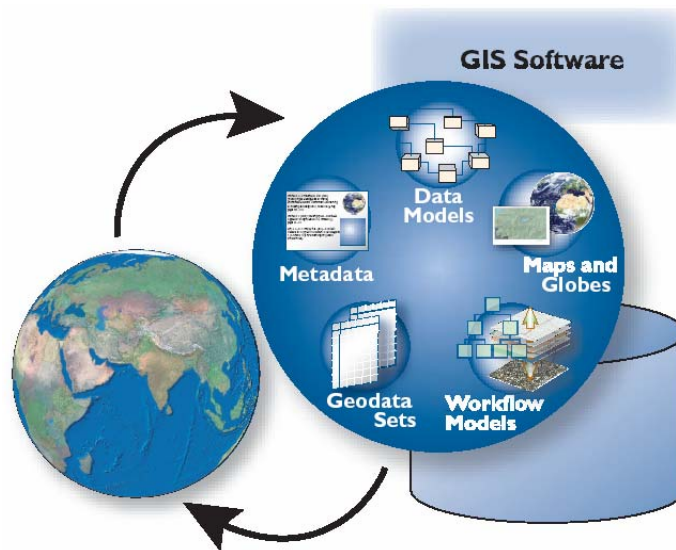 GIS Software
Data
Models
Metadata
Maps and
Globes
Geodata
Sets
Workflow
Models